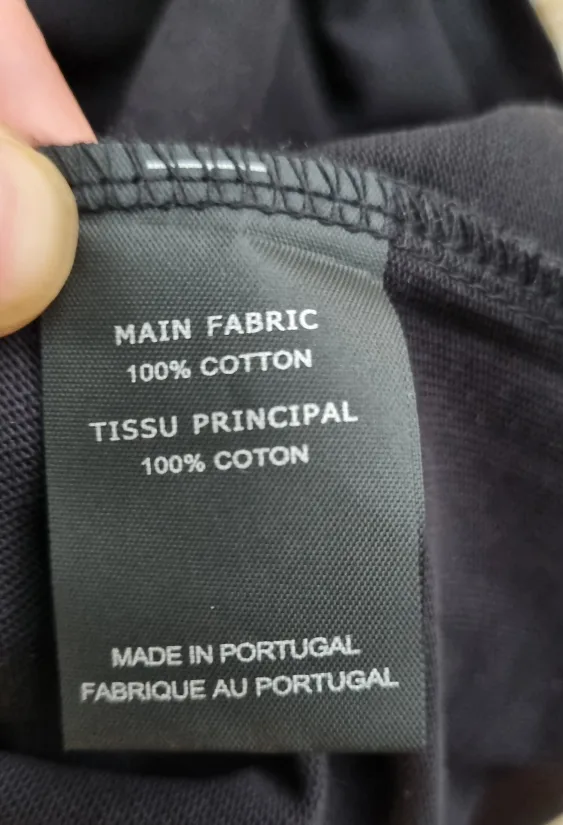 MAIN FABRIC
100% COTTON
TISSU PRINCIPAL
100% COTON
MADE IN PORTUGAL
FABRIQUE AU PORTUGAL